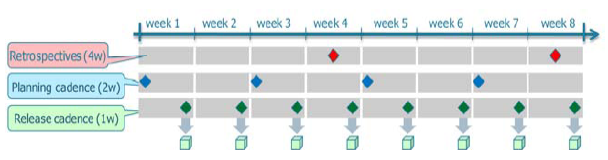 week 1 week 2 week 3 week 4 week 5 week 6 week 7 week 8
Retrospectives (4w)
Planning cadence (2w)
Release cadence (1w)